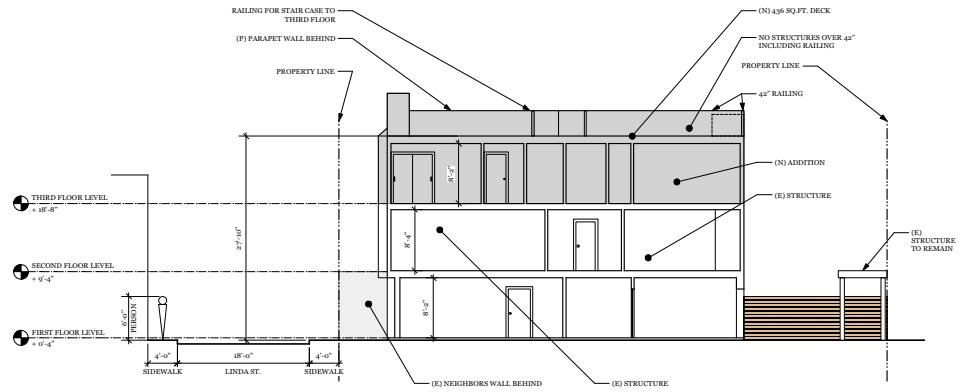 RAILING FOR STAIR CASE TO
THIRD FLOOR
(P) PARAPET WALL BEHIND
PROPERTY LINE
(N) 436 SQ.FT. DECK
NO STRUCTURES OVER 42"
INCLUDING RAILING
PROPERTY LINE
42" RAILING
(N) ADDITION
(E) STRUCTURE
(E)
STRUCTURE
TO REMAIN
THIRD FLOOR LEVEL
+ 18'-8"
SECOND FLOOR LEVEL
+ 9'-4"
FIRST FLOOR LEVEL
+ 0'-4"
27'-10"
8'-2"
8'-4"
8'-2"
6'-0"
PERSON
4'-0"
18'-0"
4'-0"
SIDEWALK
LINDA ST.
SIDEWALK
(E) NEIGHBORS WALL BEHIND
(E) STRUCTURE